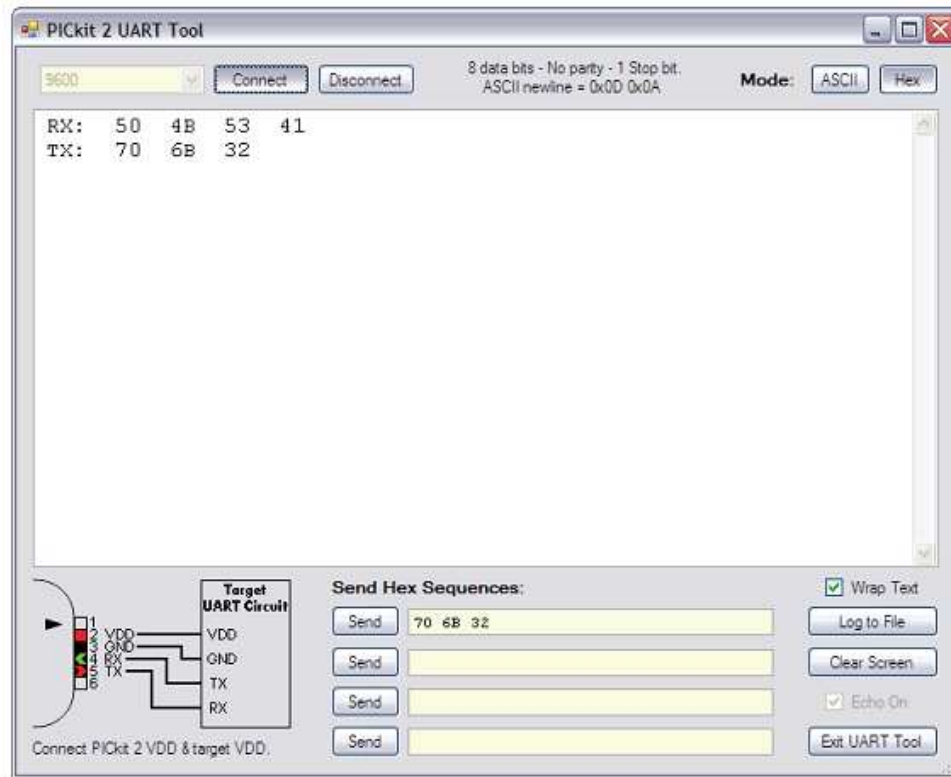 PICkit 2 UART Tool
9600
Connect
Disconnect
8 data bits - No parity - 1 Stop bit.
ASCII newline = 0x0D 0x0A
Mode:
ASCII
Hex
RX: 50 4B 53 41
TX: 70 6B 32
Target
UART Circuit
1
2 VDD
3 GND
4 RX
5 TX
6
VDD
GND
TX
RX
Connect PICkit 2 VDD & target VDD.
Send Hex Sequences:
Send 70 6B 32
Send
Send
Send
Wrap Text
Log to File
Clear Screen
Echo On
Exit UART Tool